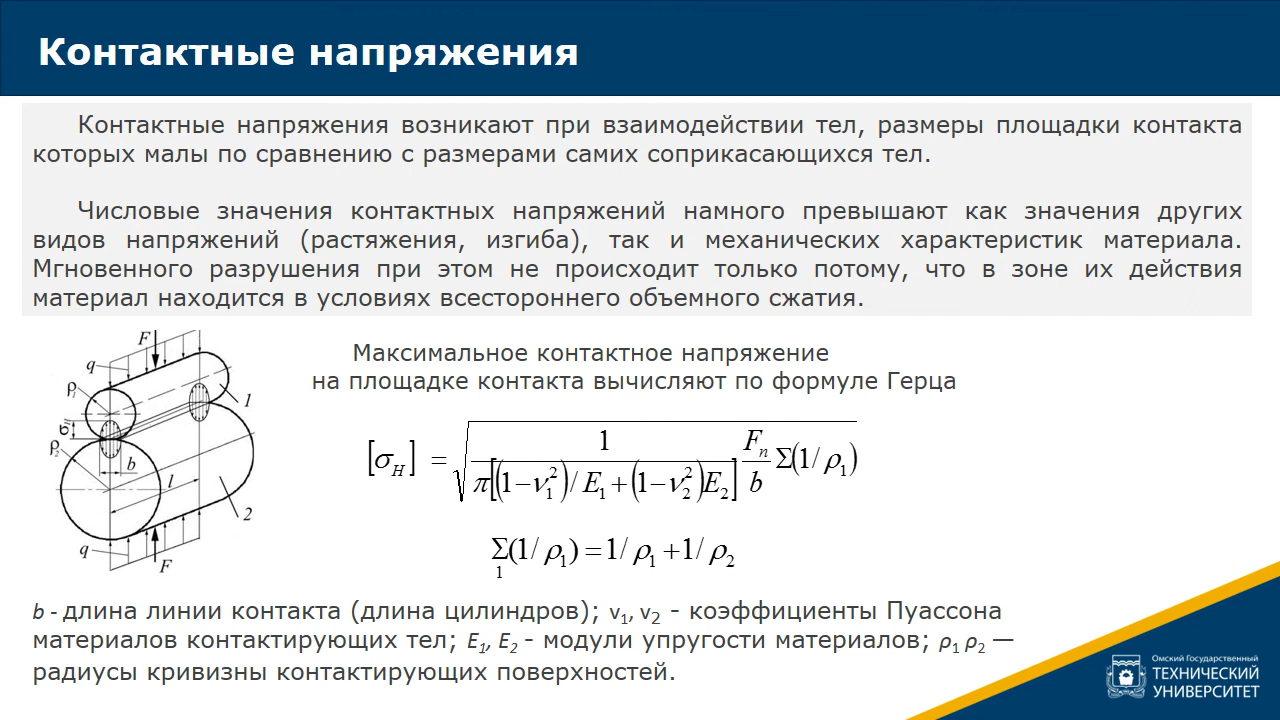 Контактные напряжения
Контактные напряжения возникают при взаимодействии тел, размеры площадки контакта
которых малы по сравнению с размерами самих соприкасающихся тел.
Числовые значения контактных напряжений намного превышают как значения других
видов напряжений (растяжения, изгиба), так и механических характеристик материала.
Мгновенного разрушения при этом не происходит только потому, что в зоне их действия
материал находится в условиях всестороннего объемного сжатия.
F
q
ρ1
1
σH
ρ2
b
l
2
q
F
Максимальное контактное напряжение
на площадке контакта вычисляют по формуле Герца
[σH] = √(1 / π[(1−ν1²)/E1+(1−ν2²)E2] Fn/b Σ(1/ρ1))
Σ1(1/ρ1)=1/ρ1+1/ρ2
b - длина линии контакта (длина цилиндров); ν1, ν2 - коэффициенты Пуассона
материалов контактирующих тел; E1, E2 - модули упругости материалов; ρ1 ρ2 —
радиусы кривизны контактирующих поверхностей.
Омский Государственный
ТЕХНИЧЕСКИЙ
УНИВЕРСИТЕТ